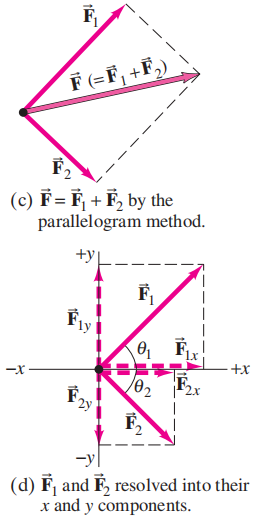 F⃗₁
F⃗ (= F⃗₁ + F⃗₂)
F⃗₂
(c) F⃗ = F⃗₁ + F⃗₂ by the
parallelogram method.
+y
F⃗₁
F⃗₁y
θ₁ F⃗₁x
−x +x
θ₂ F⃗₂x
F⃗₂y
F⃗₂
−y
(d) F⃗₁ and F⃗₂ resolved into their
x and y components.